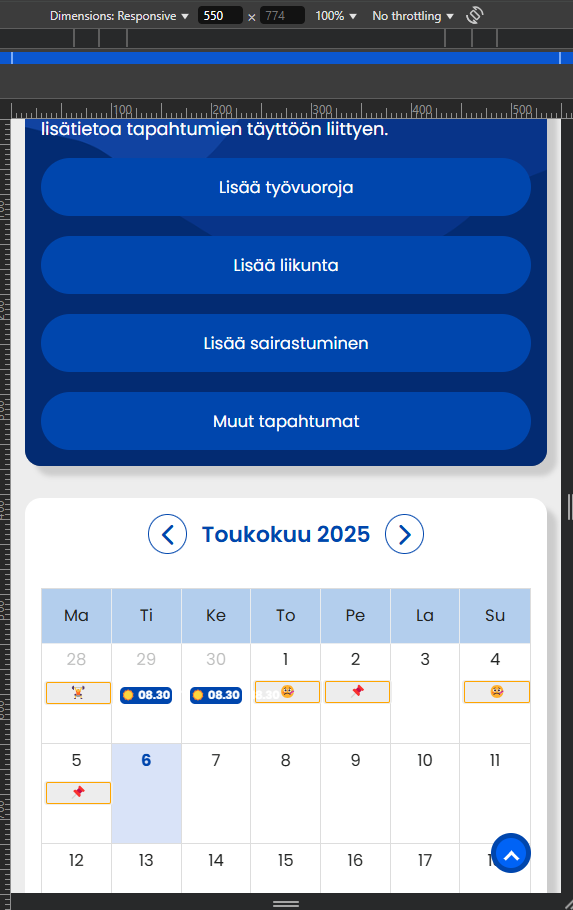 Dimensions: Responsive ▼ 550 × 774 100% ▼ No throttling ▼
100 200 300 400 500
lisätietoa tapahtumien täyttöön liittyen.
Lisää työvuoroja
Lisää liikunta
Lisää sairastuminen
Muut tapahtumat
Toukokuu 2025
Ma Ti Ke To Pe La Su
28 29 30 1 2 3 4
08.30 08.30 08.30
5 6 7 8 9 10 11
12 13 14 15 16 17